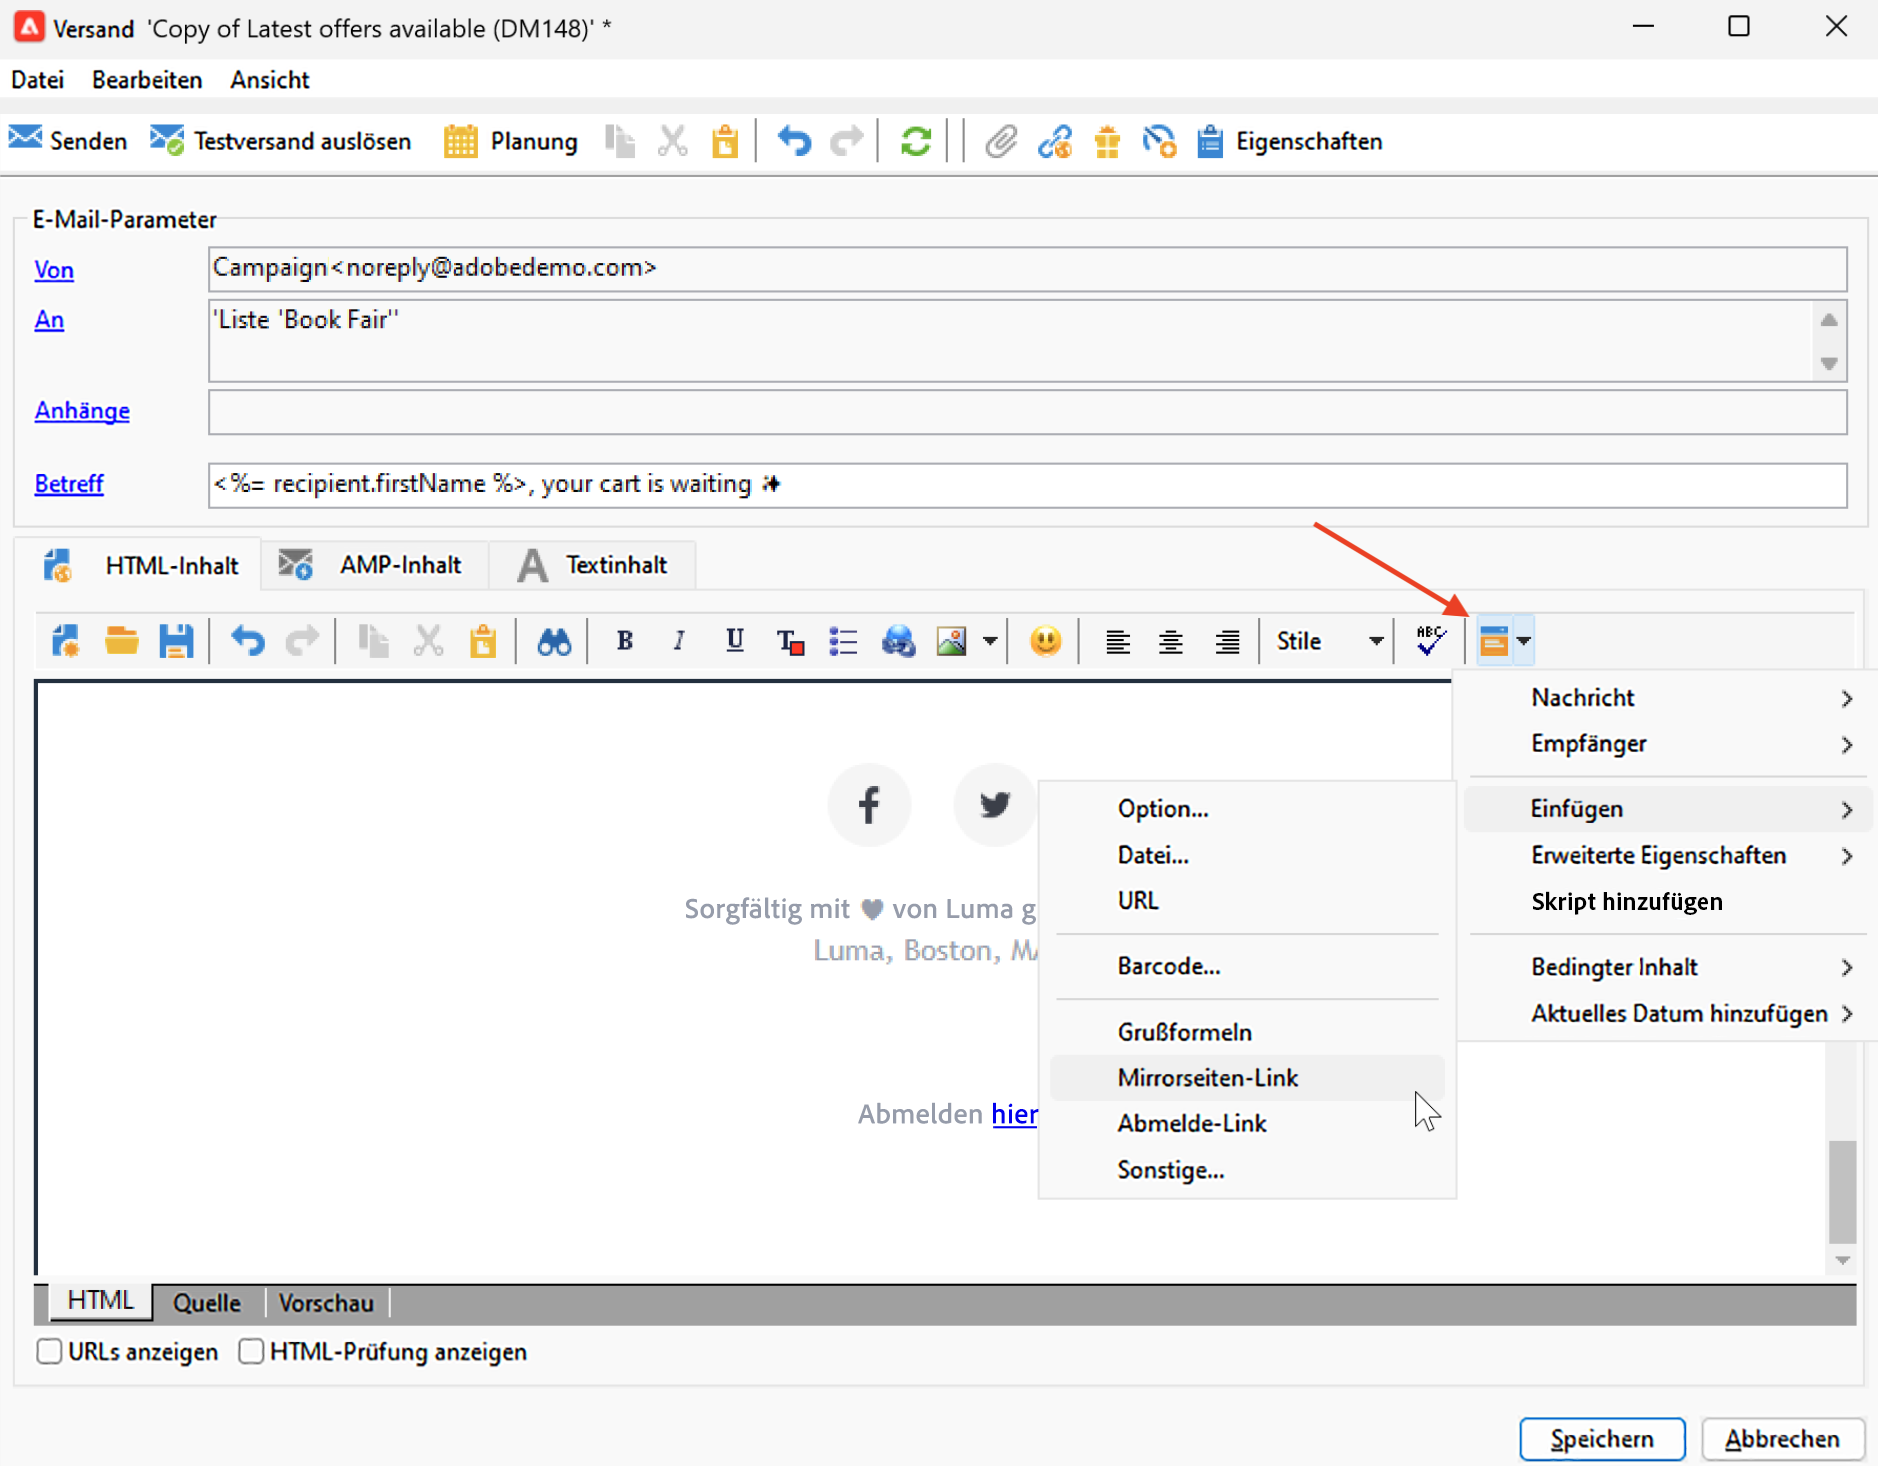 Versand 'Copy of Latest offers available (DM148)' *
Datei Bearbeiten Ansicht
Senden Testversand auslösen Planung Eigenschaften
E-Mail-Parameter
Von Campaign<noreply@adobedemo.com>
An 'Liste 'Book Fair''
Anhänge
Betreff <%= recipient.firstName %>, your cart is waiting ✨
HTML-Inhalt AMP-Inhalt Textinhalt
B I U T Stile ABC
Nachricht
Empfänger
Einfügen
Erweiterte Eigenschaften
Skript hinzufügen
Bedingter Inhalt
Aktuelles Datum hinzufügen
Option...
Datei...
URL
Barcode...
Grußformeln
Mirrorseiten-Link
Abmelde-Link
Sonstige...
Sorgfältig mit ♥ von Luma g
Luma, Boston,
Abmelden hier
HTML Quelle Vorschau
URLs anzeigen HTML-Prüfung anzeigen
Speichern Abbrechen